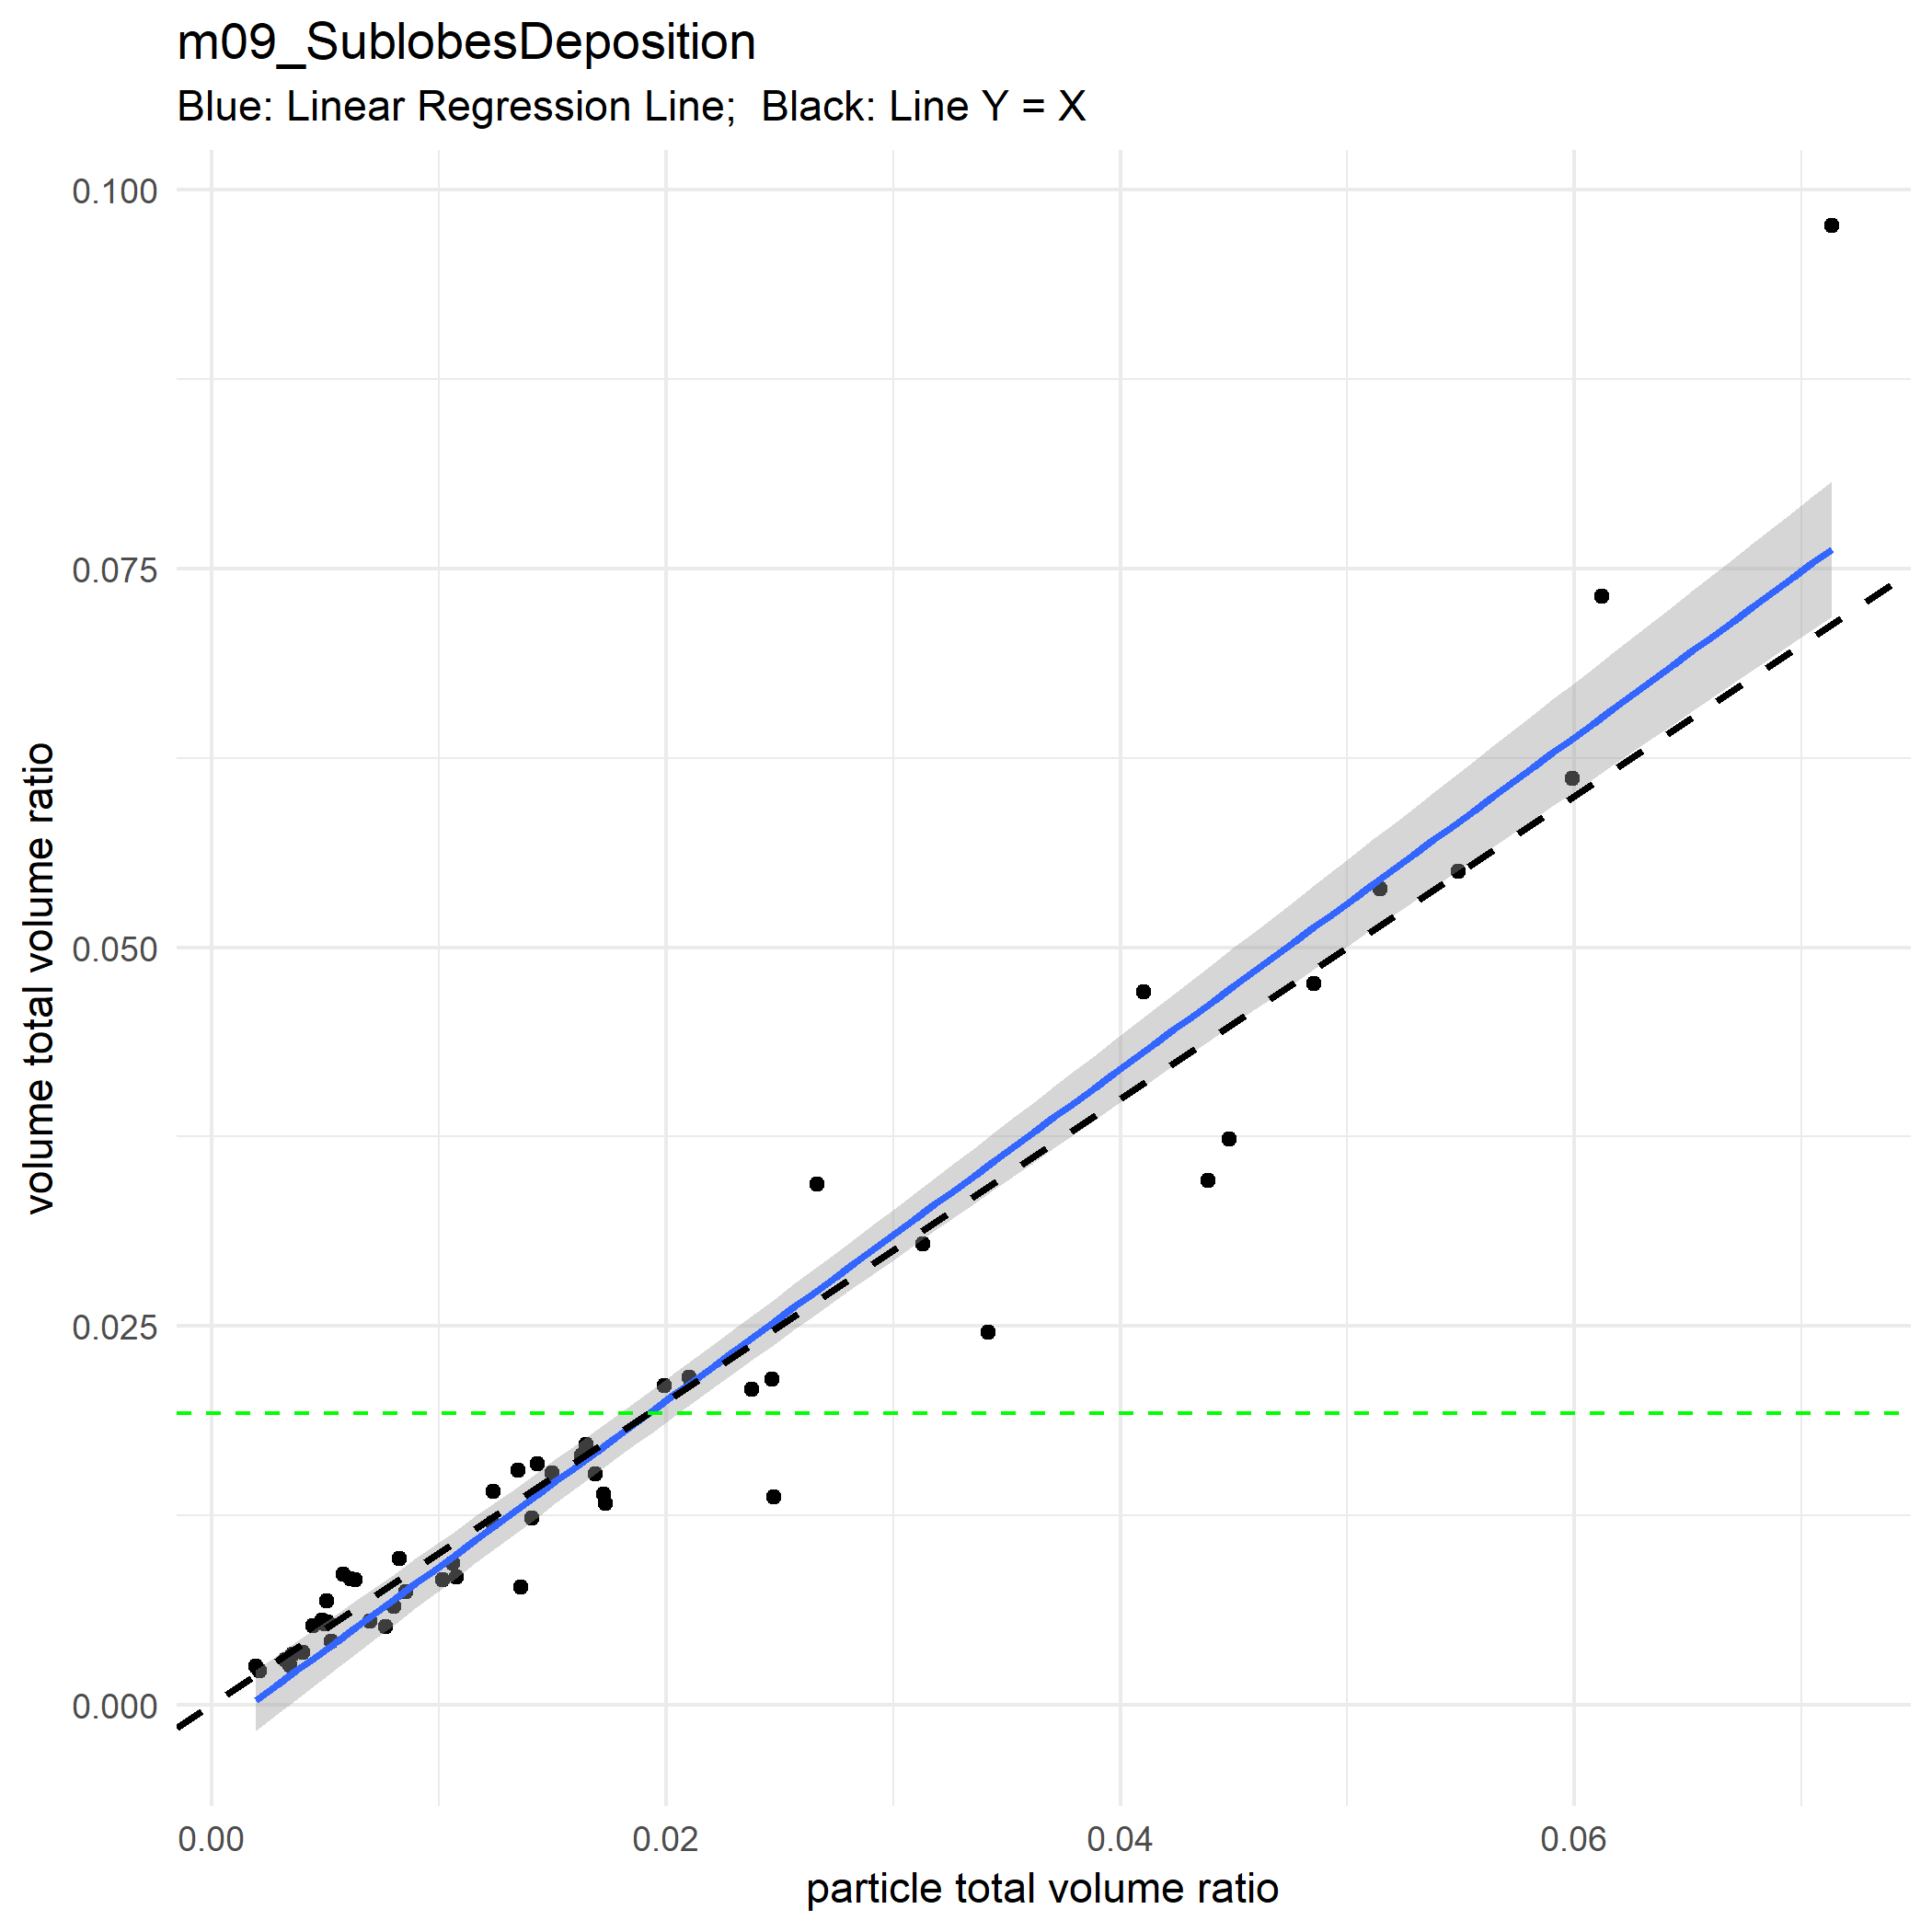 m09_SublobesDeposition
Blue: Linear Regression Line;  Black: Line Y = X
volume total volume ratio
0.100
0.075
0.050
0.025
0.000
0.00
0.02
0.04
0.06
particle total volume ratio